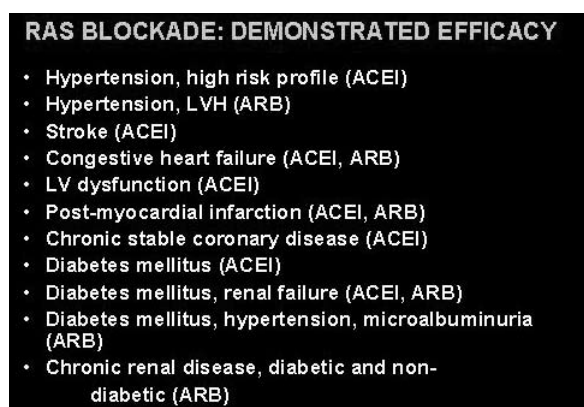 RAS BLOCKADE: DEMONSTRATED EFFICACY
• Hypertension, high risk profile (ACEI)
• Hypertension, LVH (ARB)
• Stroke (ACEI)
• Congestive heart failure (ACEI, ARB)
• LV dysfunction (ACEI)
• Post-myocardial infarction (ACEI, ARB)
• Chronic stable coronary disease (ACEI)
• Diabetes mellitus (ACEI)
• Diabetes mellitus, renal failure (ACEI, ARB)
• Diabetes mellitus, hypertension, microalbuminuria
(ARB)
• Chronic renal disease, diabetic and non-
diabetic (ARB)